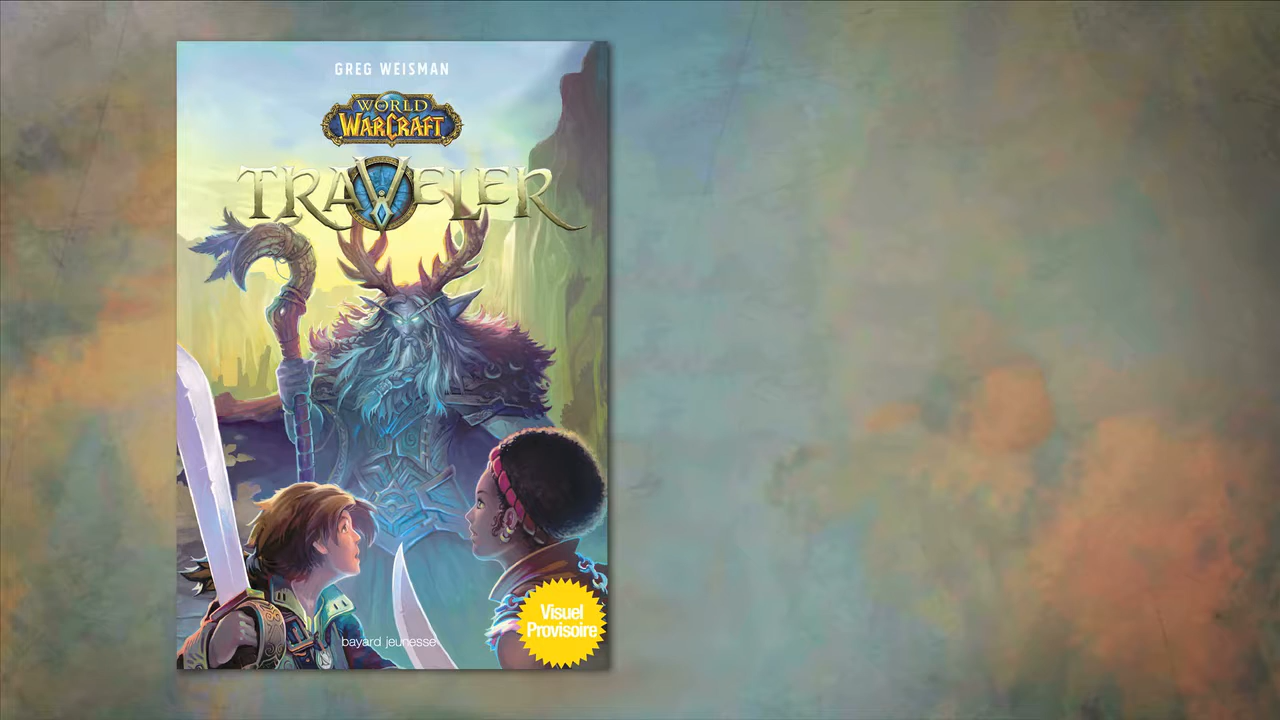 GREG WEISMAN
WORLD
WARCRAFT
TRAVELER
bayard jeunesse
Visuel
Provisoire